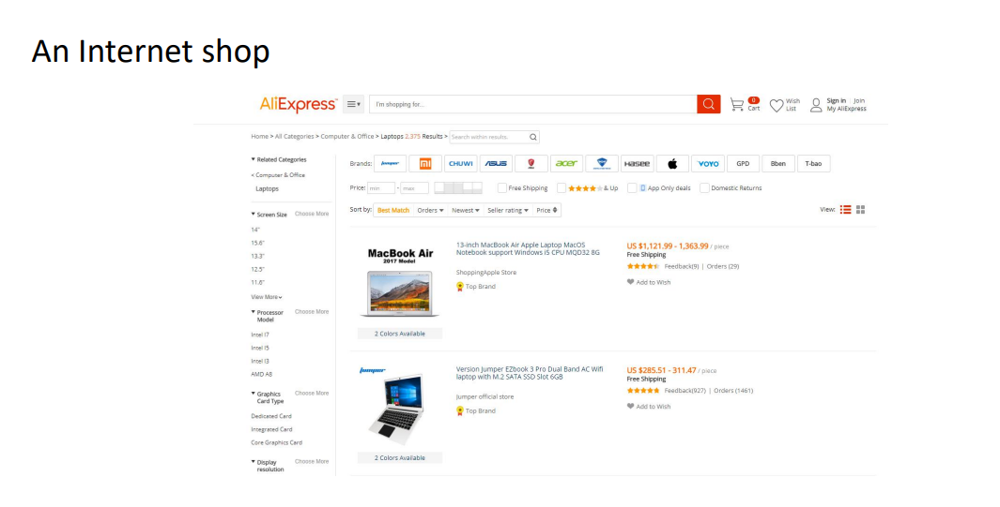 An Internet shop
AliExpress
I'm shopping for...
0
Cart
Wish
List
Sign in | Join
My AliExpress
Home > All Categories > Computer & Office > Laptops 2,375 Results >
Search within results.
Related Categories
< Computer & Office
Laptops
Screen Size
Choose More
14"
15.6"
13.3"
12.5"
11.6"
View More
Processor
Model
Choose More
Intel I7
Intel I5
Intel I3
AMD A8
Graphics
Card Type
Choose More
Dedicated Card
Integrated Card
Core Graphics Card
Display
resolution
Choose More
Brands:
jumper
mi
CHUWI
ASUS
acer
HASEE
VOYO
GPD
Bben
T-bao
Price:
min
-
max
Free Shipping
& Up
App Only deals
Domestic Returns
Sort by:
Best Match
Orders
Newest
Seller rating
Price
View:
MacBook Air
2017 Model
2 Colors Available
13-inch MacBook Air Apple Laptop MacOS
Notebook support Windows i5 CPU MQD32 8G
ShoppingApple Store
Top Brand
US $1,121.99 - 1,363.99 / piece
Free Shipping
Feedback(9) | Orders (29)
Add to Wish
jumper
2 Colors Available
Version Jumper EZbook 3 Pro Dual Band AC Wifi
laptop with M.2 SATA SSD Slot 6GB
Jumper official store
Top Brand
US $285.51 - 311.47 / piece
Free Shipping
Feedback(927) | Orders (1461)
Add to Wish